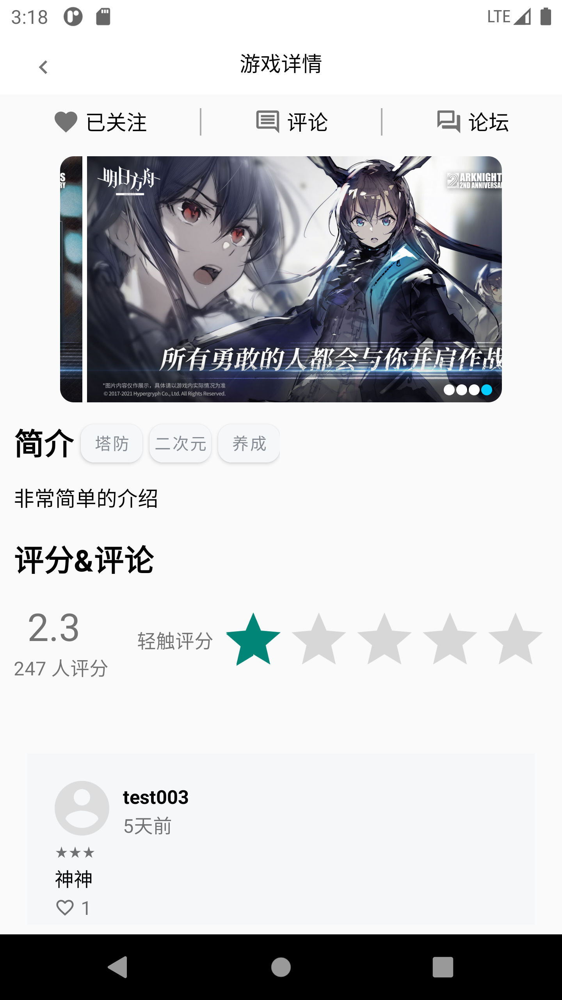 3:18
LTE
游戏详情
已关注
评论
论坛
S
RY
明日方舟
ARKNIGHTS
2 ARKNIGHT
2ND ANNIVERSA
所有勇敢的人都会与你并肩作战
*图片内容仅作展示，具体请以游戏内实际情况为准
© 2017-2021 Hypergryph Co., Ltd. All Rights Reserved.
简介 塔防 二次元 养成
非常简单的介绍
评分&评论
2.3
轻触评分
247 人评分
test003
5天前
★★★
神神
1